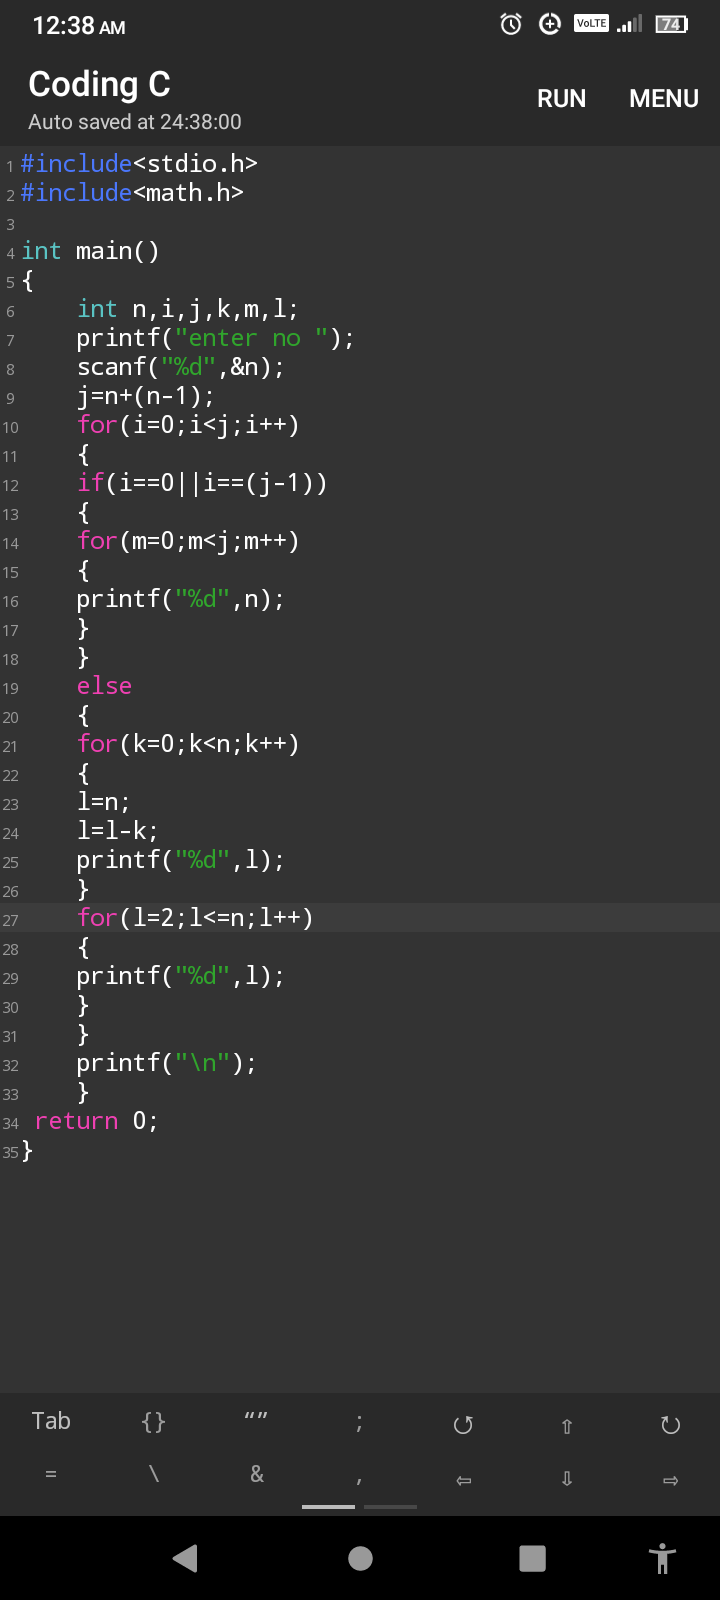 12:38 AM
VoLTE
74
Coding C
RUN MENU
Auto saved at 24:38:00
1 #include<stdio.h>
2 #include<math.h>
3
4 int main()
5 {
6     int n,i,j,k,m,l;
7     printf("enter no ");
8     scanf("%d",&n);
9     j=n+(n-1);
10     for(i=0;i<j;i++)
11     {
12     if(i==0||i==(j-1))
13     {
14     for(m=0;m<j;m++)
15     {
16     printf("%d",n);
17     }
18     }
19     else
20     {
21     for(k=0;k<n;k++)
22     {
23     l=n;
24     l=l-k;
25     printf("%d",l);
26     }
27     for(l=2;l<=n;l++)
28     {
29     printf("%d",l);
30     }
31     }
32     printf("\n");
33     }
34  return 0;
35 }
Tab {} “” ; ↺ ⇧ ↻
= \ & , ⇦ ⇩ ⇨